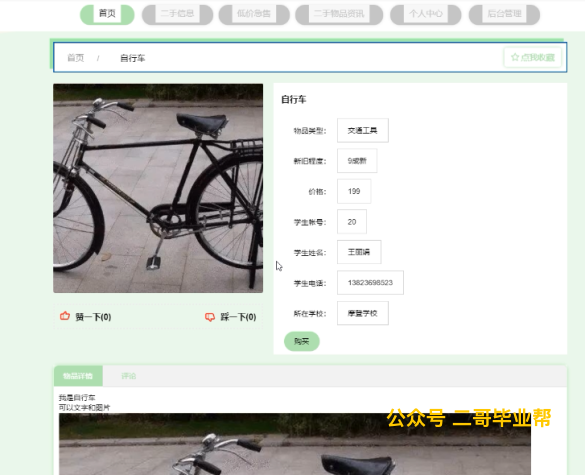 首页 二手信息 低价急售 二手物品资讯 个人中心 后台管理
首页 / 自行车 点我收藏
自行车
物品类型： 交通工具
新旧程度： 9成新
价格： 199
学生帐号： 20
学生姓名： 王丽娟
学生电话： 13823698523
所在学校： 摩登学校
赞一下(0) 踩一下(0)
购买
物品详情 评论
我是自行车
可以文字和图片
公众号 二哥毕业帮